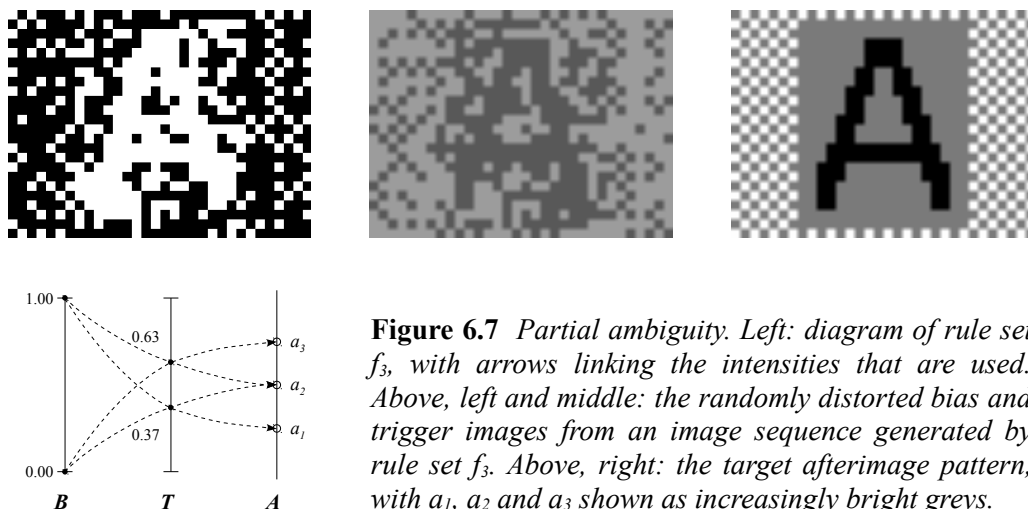 1.00
0.63
a3
a2
a1
0.37
0.00
B T A
Figure 6.7 Partial ambiguity. Left: diagram of rule set
f3, with arrows linking the intensities that are used.
Above, left and middle: the randomly distorted bias and
trigger images from an image sequence generated by
rule set f3. Above, right: the target afterimage pattern,
with a1, a2 and a3 shown as increasingly bright greys.